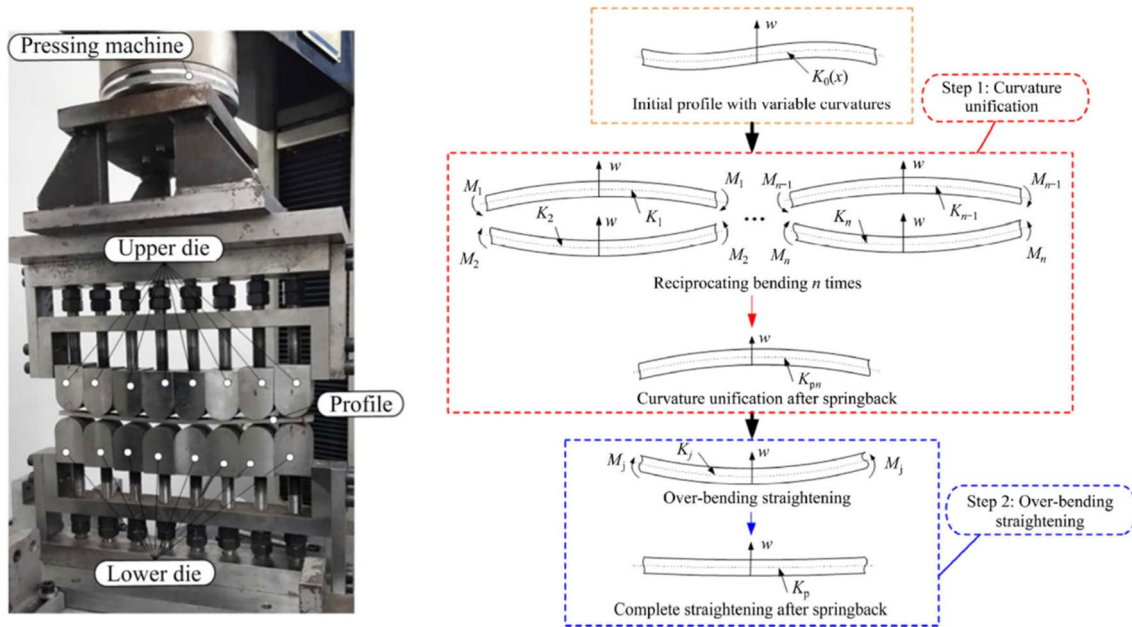 Pressing machine
Upper die
Profile
Lower die
w
K₀(x)
Initial profile with variable curvatures
Step 1: Curvature
unification
M₁ w M₁ Mₙ₋₁ w Mₙ₋₁
K₂ w K₁ ... Kₙ w Kₙ₋₁
M₂ M₂ Mₙ Mₙ
Reciprocating bending n times
w
Kₚₙ
Curvature unification after springback
Mⱼ Kⱼ w Mⱼ
Over-bending straightening
Step 2: Over-bending
straightening
w
Kₚ
Complete straightening after springback